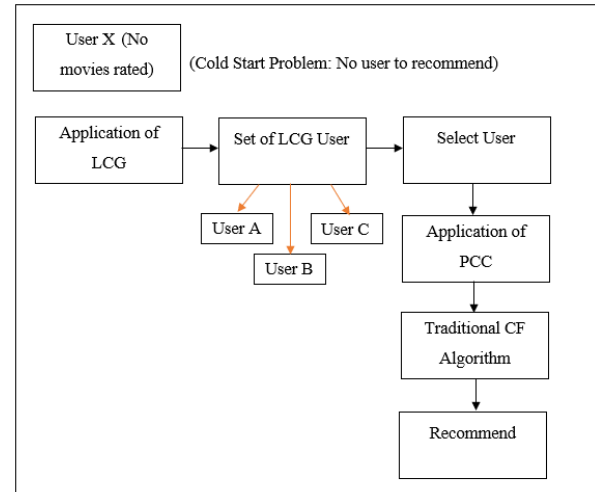 User X (No
movies rated)
(Cold Start Problem: No user to recommend)
Application of
LCG
Set of LCG User
Select User
User A
User C
User B
Application of
PCC
Traditional CF
Algorithm
Recommend